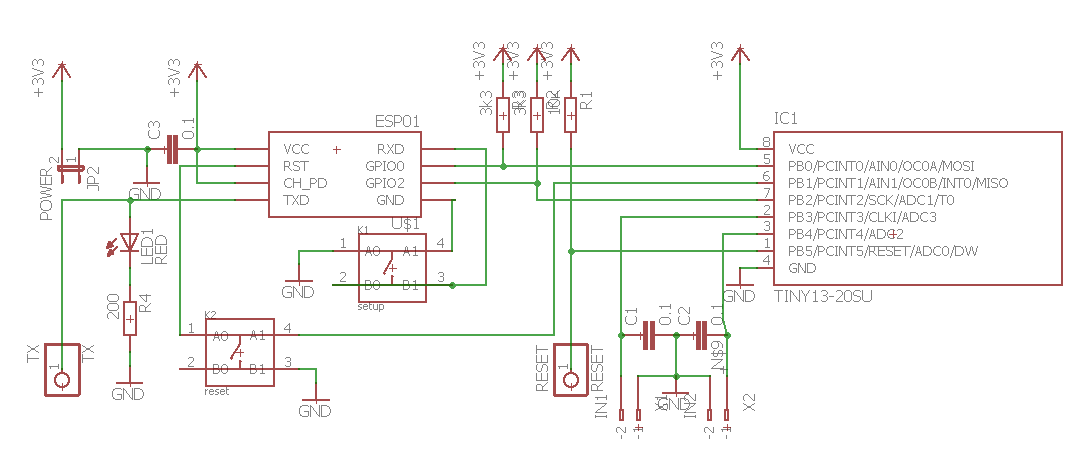 +3V3
+3V3
+3V3
+3V3
+3V3
+3V3
POWER
2
1
JP2
C3
0.1
GND
ESP01
VCC
RST
CH_PD
TXD
RXD
GPIO0
GPIO2
GND
3K3
3K3
R2
10K
R1
IC1
8 VCC
5 PB0/PCINT0/AIN0/OC0A/MOSI
6 PB1/PCINT1/AIN1/OC0B/INT0/MISO
7 PB2/PCINT2/SCK/ADC1/T0
2 PB3/PCINT3/CLKI/ADC3
3 PB4/PCINT4/ADC2
1 PB5/PCINT5/RESET/ADC0/DW
4 GND
TINY13-20SU
GND
LED1
RED
200
R4
GND
TX
1
TX
U$1
K1
1 A0 A1 4
2 B0 B1 3
setup
GND
K2
1 A0 A1 4
2 B0 B1 3
reset
GND
RESET
1
RESET
C1
0.1
C2
0.1
N$9
GND
IN1
-2
-1
X1
IN2
-2
-1
X2